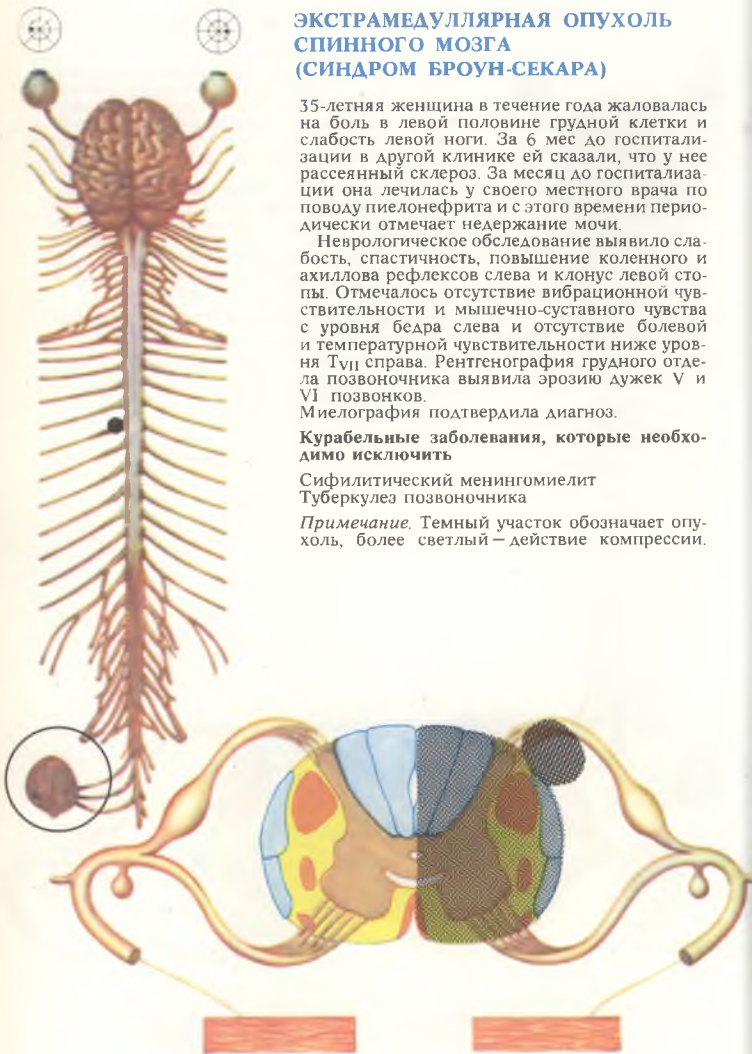 ЭКСТРАМЕДУЛЛЯРНАЯ ОПУХОЛЬ
СПИННОГО МОЗГА
(СИНДРОМ БРОУН-СЕКАРА)
35-летняя женщина в течение года жаловалась
на боль в левой половине грудной клетки и
слабость левой ноги. За 6 мес до госпитали-
зации в другой клинике ей сказали, что у нее
рассеянный склероз. За месяц до госпитализа-
ции она лечилась у своего местного врача по
поводу пиелонефрита и с этого времени перио-
дически отмечает недержание мочи.
Неврологическое обследование выявило сла-
бость, спастичность, повышение коленного и
ахиллова рефлексов слева и клонус левой сто-
пы. Отмечалось отсутствие вибрационной чув-
ствительности и мышечно-суставного чувства
с уровня бедра слева и отсутствие болевой
и температурной чувствительности ниже уров-
ня TVII справа. Рентгенография грудного отде-
ла позвоночника выявила эрозию дужек V и
VI позвонков.
Миелография подтвердила диагноз.
Курабельные заболевания, которые необхо-
димо исключить
Сифилитический менингомиелит
Туберкулез позвоночника
Примечание. Темный участок обозначает опу-
холь, более светлый — действие компрессии.